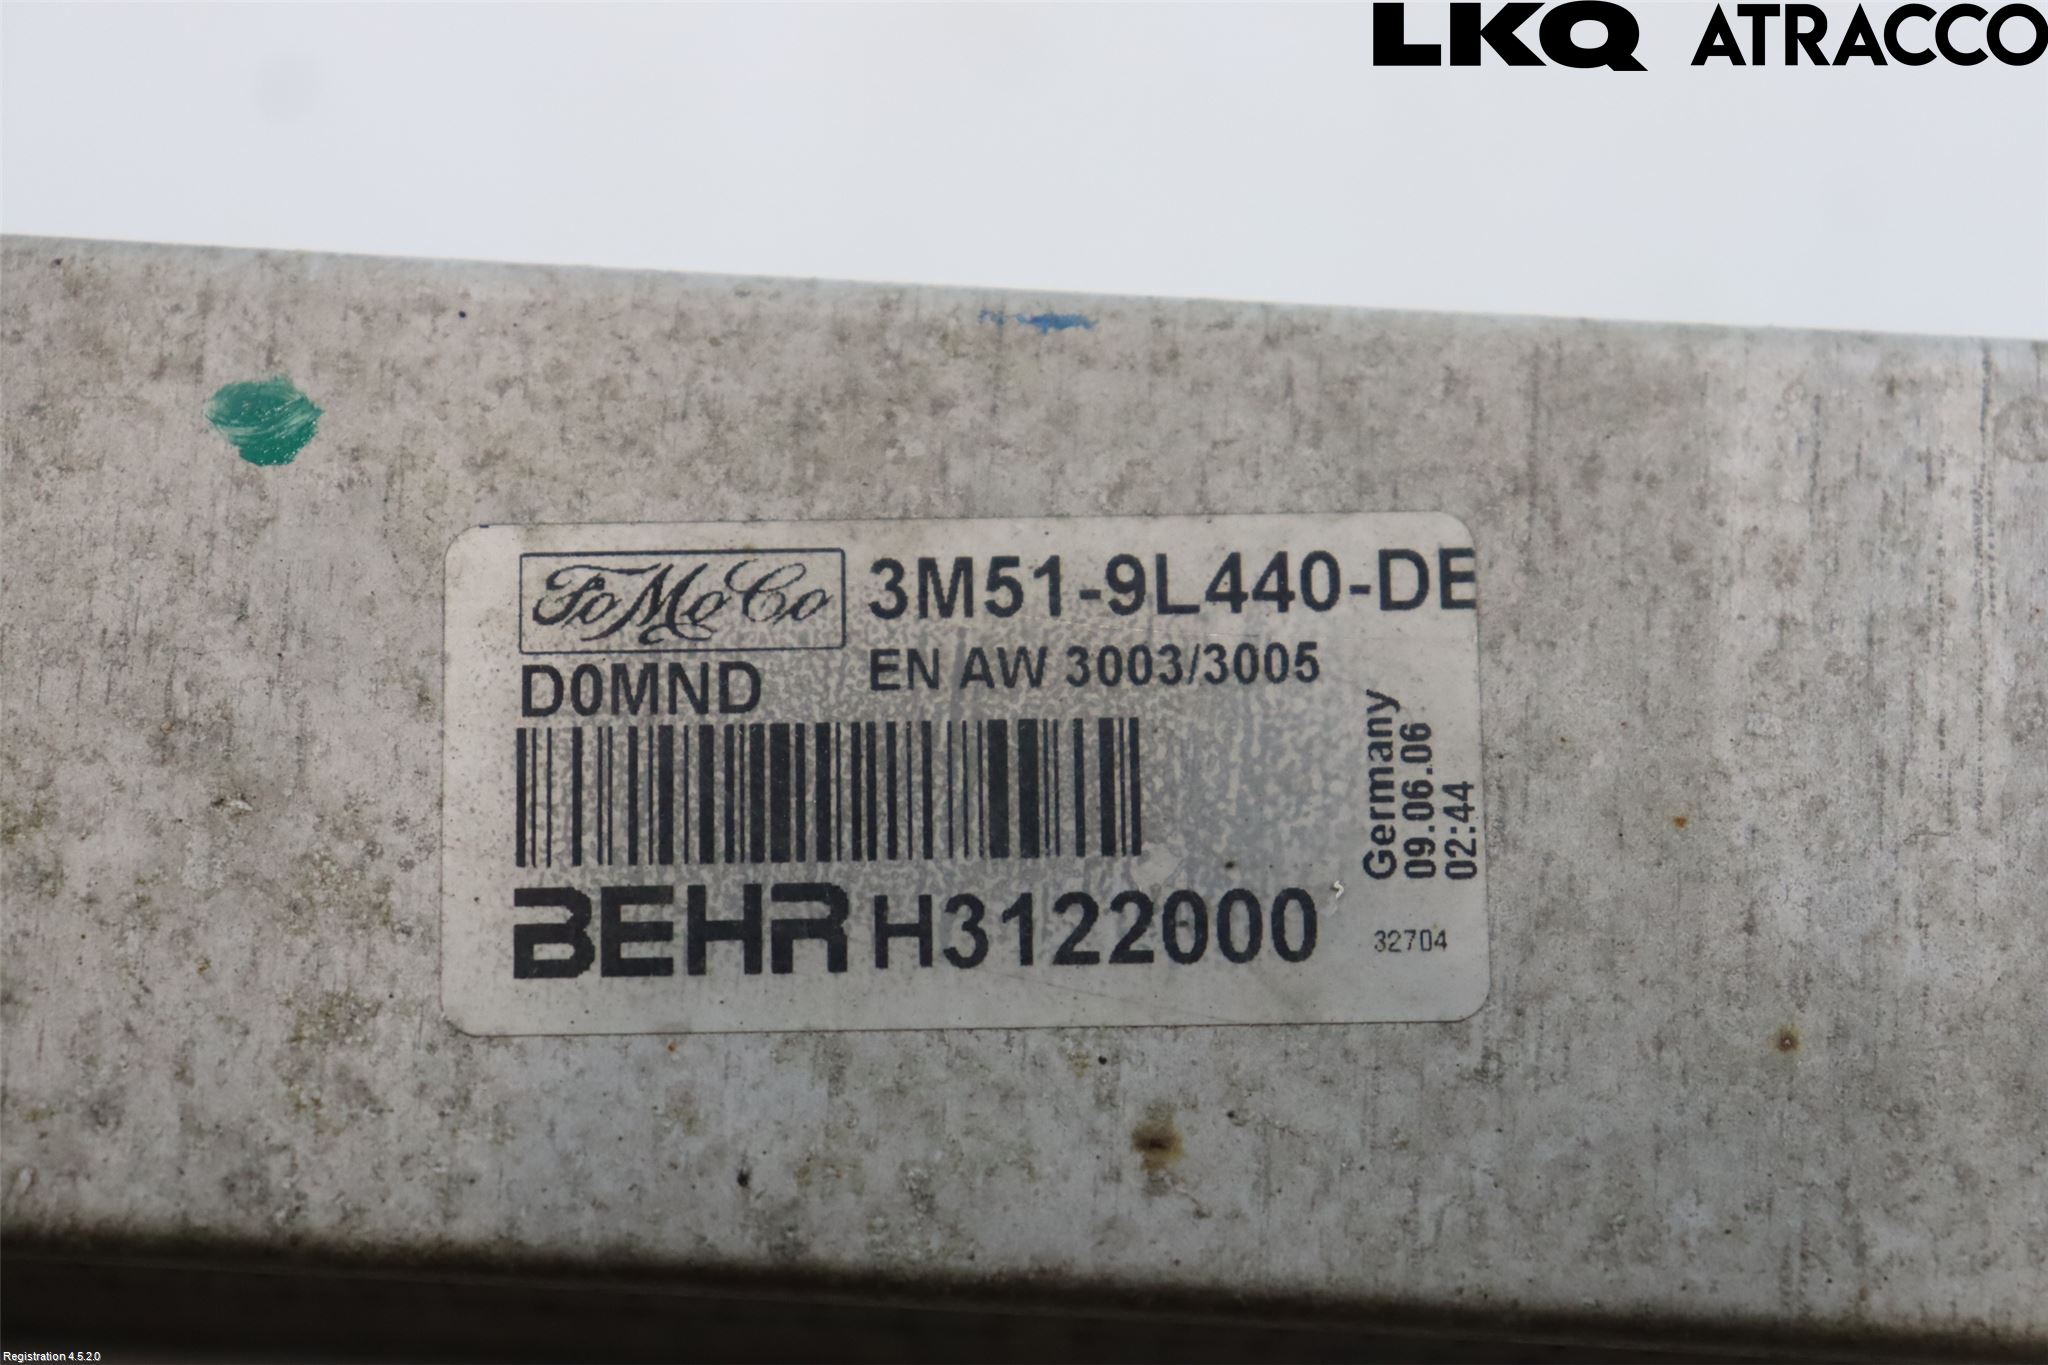 LKQ ATRACCO
FoMoCo 3M51-9L440-DE
D0MND EN AW 3003/3005
Germany
09.06.06
02:44
BEHR H3122000
32704
Registration 4.5.2.0